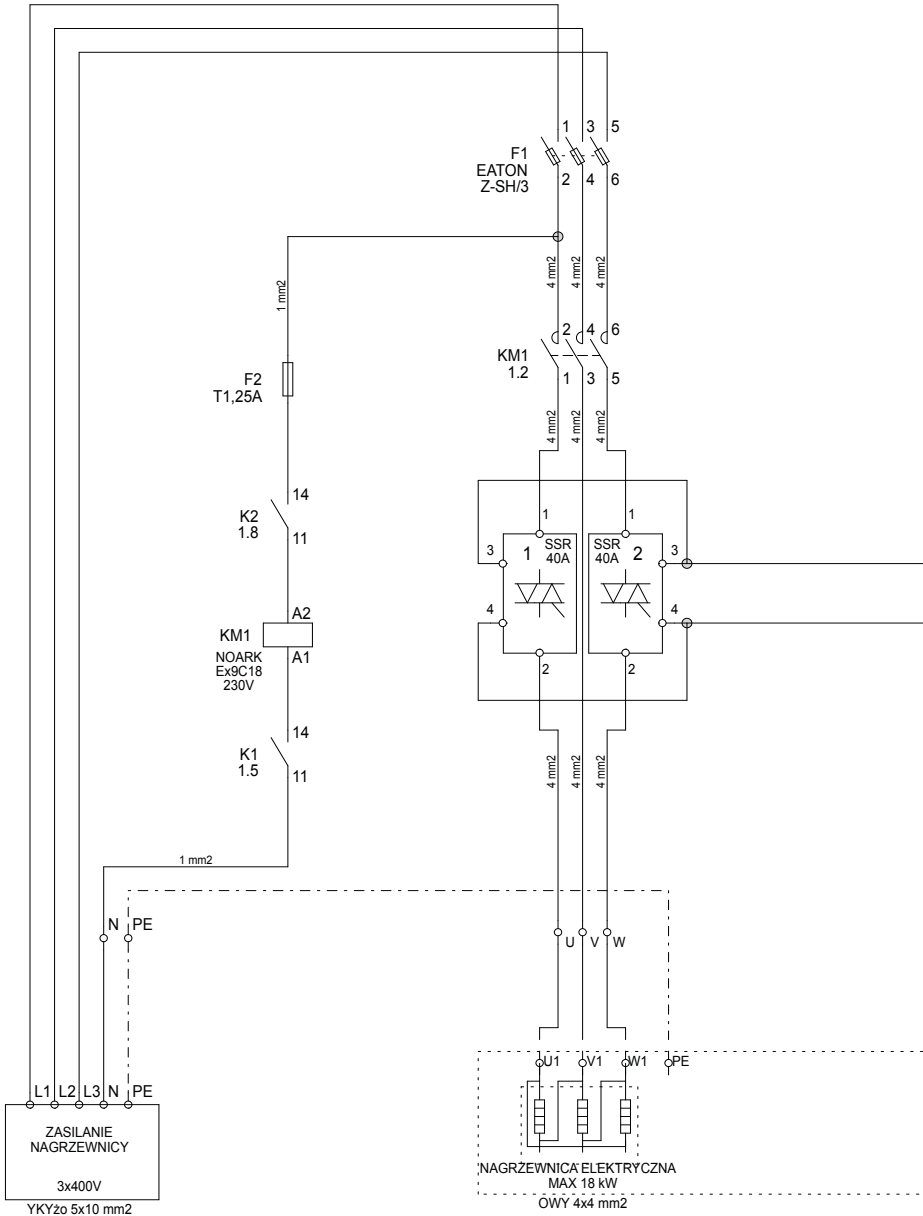 1 3 5
F1
EATON
Z-SH/3
2 4 6
4 mm2 4 mm2 4 mm2
1 mm2
2 4 6
KM1
1.2
1 3 5
F2
T1,25A
4 mm2 4 mm2 4 mm2
14
K2
1.8
11
1 1
3 1 SSR SSR 2 3
40A 40A
4 4
A2
KM1
A1
NOARK
Ex9C18
230V
2 2
14
K1
1.5
11
4 mm2 4 mm2 4 mm2
1 mm2
N PE
U V W
U1 V1 W1 PE
L1 L2 L3 N PE
ZASILANIE
NAGRZEWNICY
3x400V
YKYżo 5x10 mm2
NAGRZEWNICA ELEKTRYCZNA
MAX 18 kW
OWY 4x4 mm2